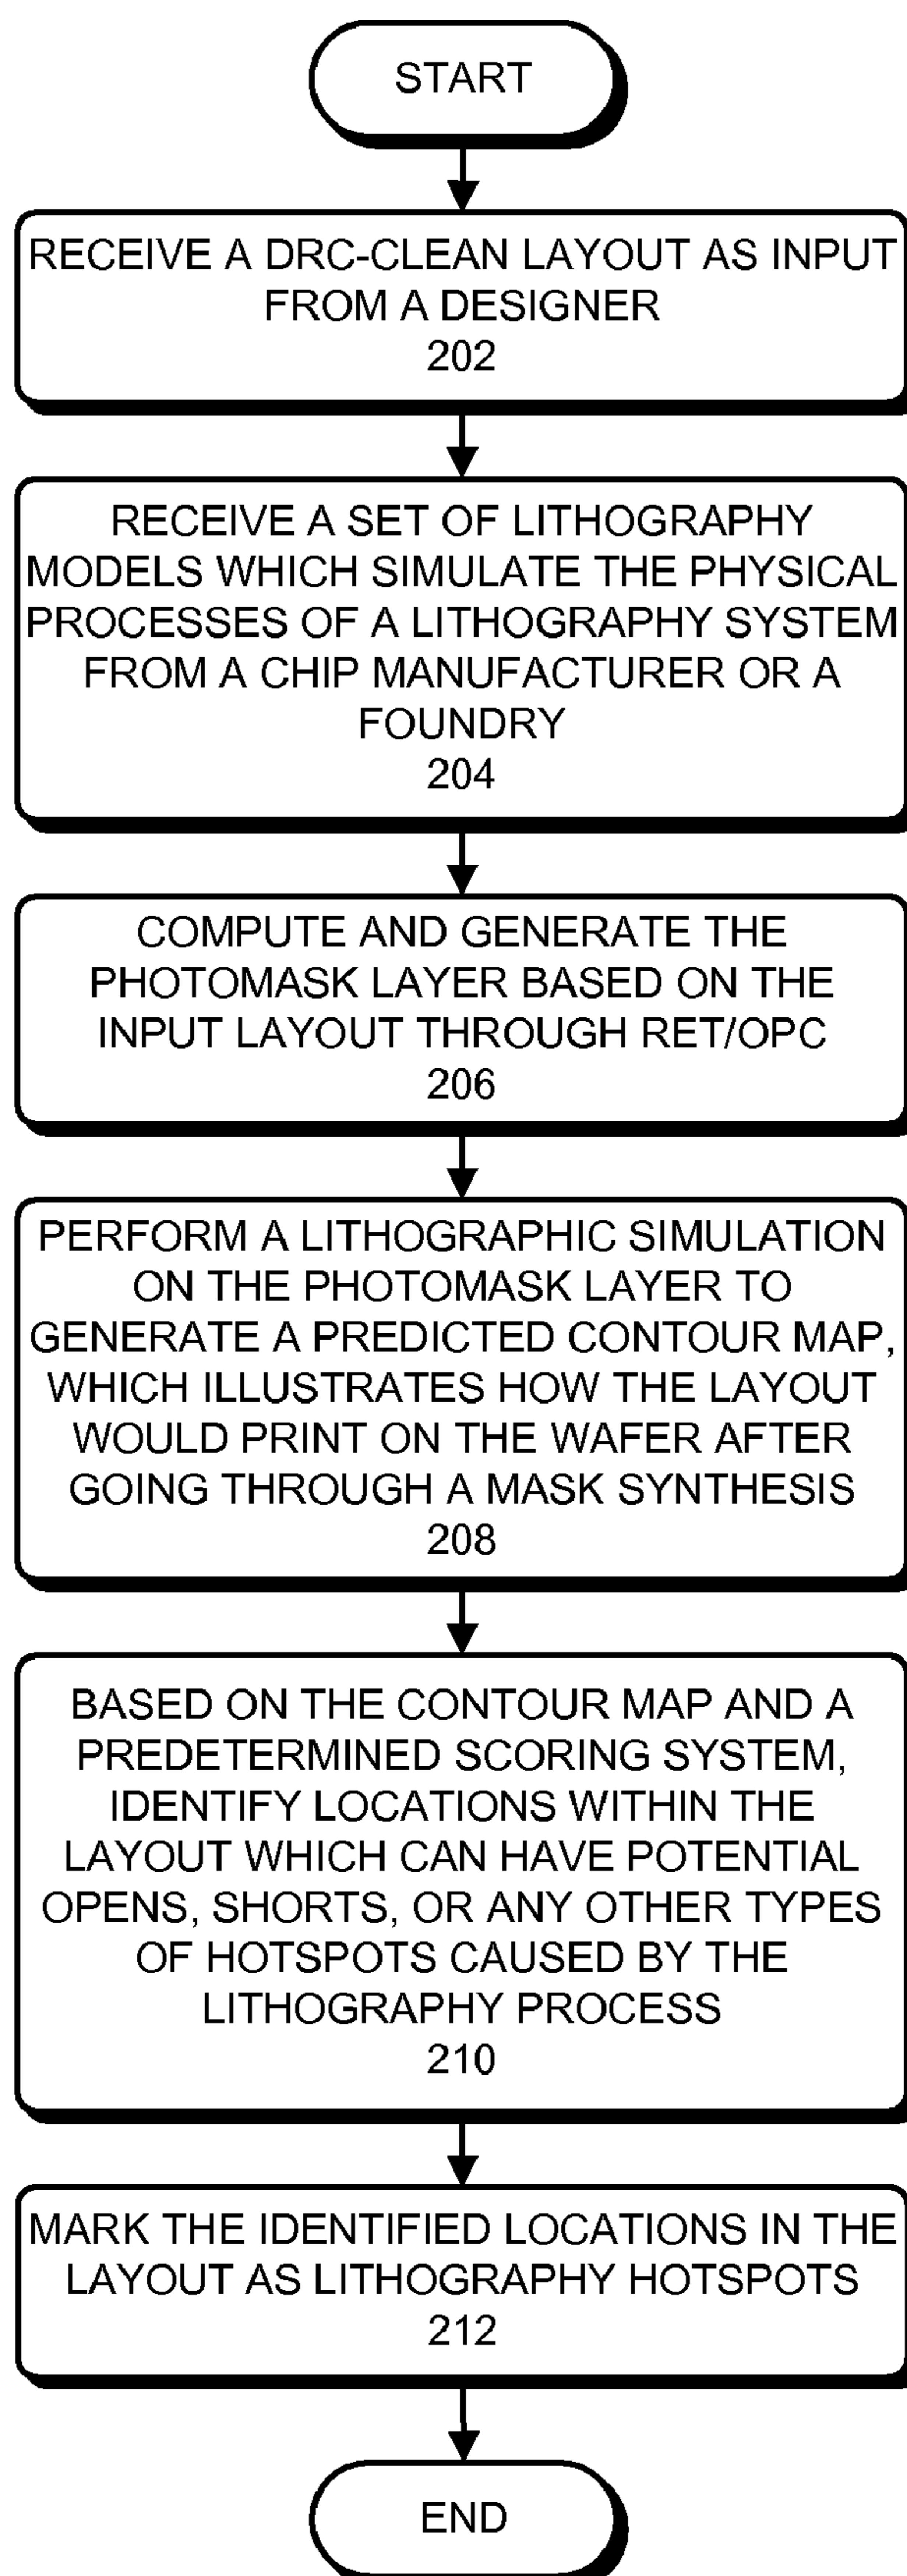 START
RECEIVE A DRC-CLEAN LAYOUT AS INPUT
FROM A DESIGNER
202
RECEIVE A SET OF LITHOGRAPHY
MODELS WHICH SIMULATE THE PHYSICAL
PROCESSES OF A LITHOGRAPHY SYSTEM
FROM A CHIP MANUFACTURER OR A
FOUNDRY
204
COMPUTE AND GENERATE THE
PHOTOMASK LAYER BASED ON THE
INPUT LAYOUT THROUGH RET/OPC
206
PERFORM A LITHOGRAPHIC SIMULATION
ON THE PHOTOMASK LAYER TO
GENERATE A PREDICTED CONTOUR MAP,
WHICH ILLUSTRATES HOW THE LAYOUT
WOULD PRINT ON THE WAFER AFTER
GOING THROUGH A MASK SYNTHESIS
208
BASED ON THE CONTOUR MAP AND A
PREDETERMINED SCORING SYSTEM,
IDENTIFY LOCATIONS WITHIN THE
LAYOUT WHICH CAN HAVE POTENTIAL
OPENS, SHORTS, OR ANY OTHER TYPES
OF HOTSPOTS CAUSED BY THE
LITHOGRAPHY PROCESS
210
MARK THE IDENTIFIED LOCATIONS IN THE
LAYOUT AS LITHOGRAPHY HOTSPOTS
212
END